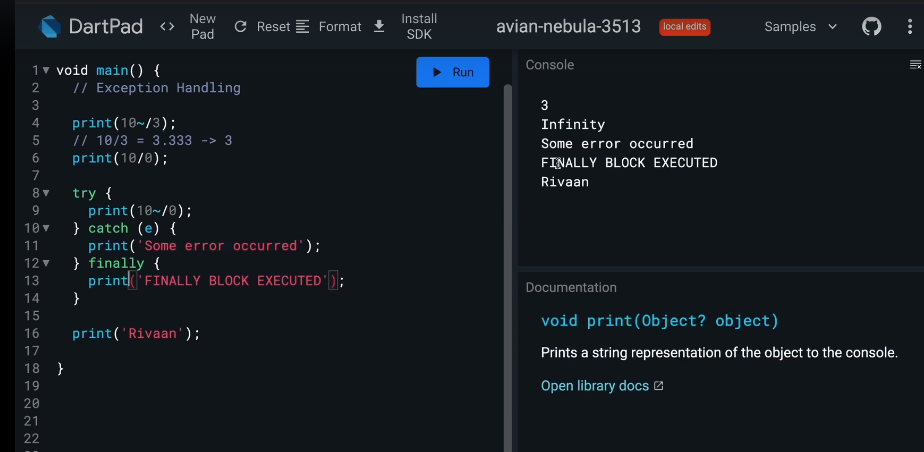 DartPad <> New Pad Reset Format Install SDK avian-nebula-3513 local edits Samples
1 void main() {
2 // Exception Handling
3
4 print(10~/3);
5 // 10/3 = 3.333 -> 3
6 print(10/0);
7
8 try {
9 print(10~/0);
10 } catch (e) {
11 print('Some error occurred');
12 } finally {
13 print('FINALLY BLOCK EXECUTED');
14 }
15
16 print('Rivaan');
17
18 }
19
20
21
22
Run
Console
3
Infinity
Some error occurred
FINALLY BLOCK EXECUTED
Rivaan
Documentation
void print(Object? object)
Prints a string representation of the object to the console.
Open library docs